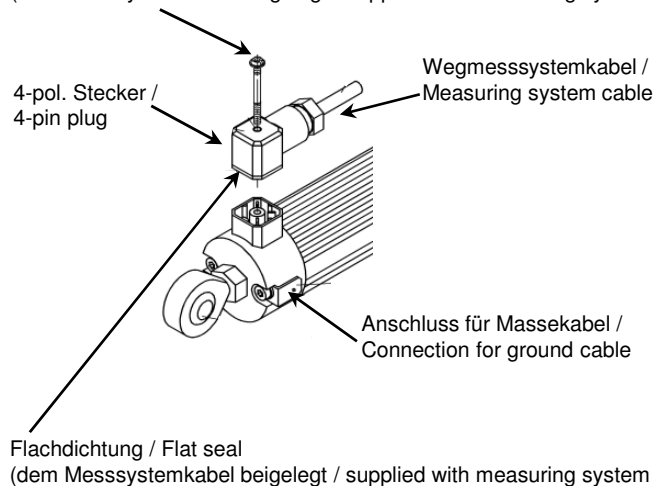 Wegmesssystemkabel /
Measuring system cable
4-pol. Stecker /
4-pin plug
Anschluss für Massekabel /
Connection for ground cable
Flachdichtung / Flat seal
(dem Messsystemkabel beigelegt / supplied with measuring system